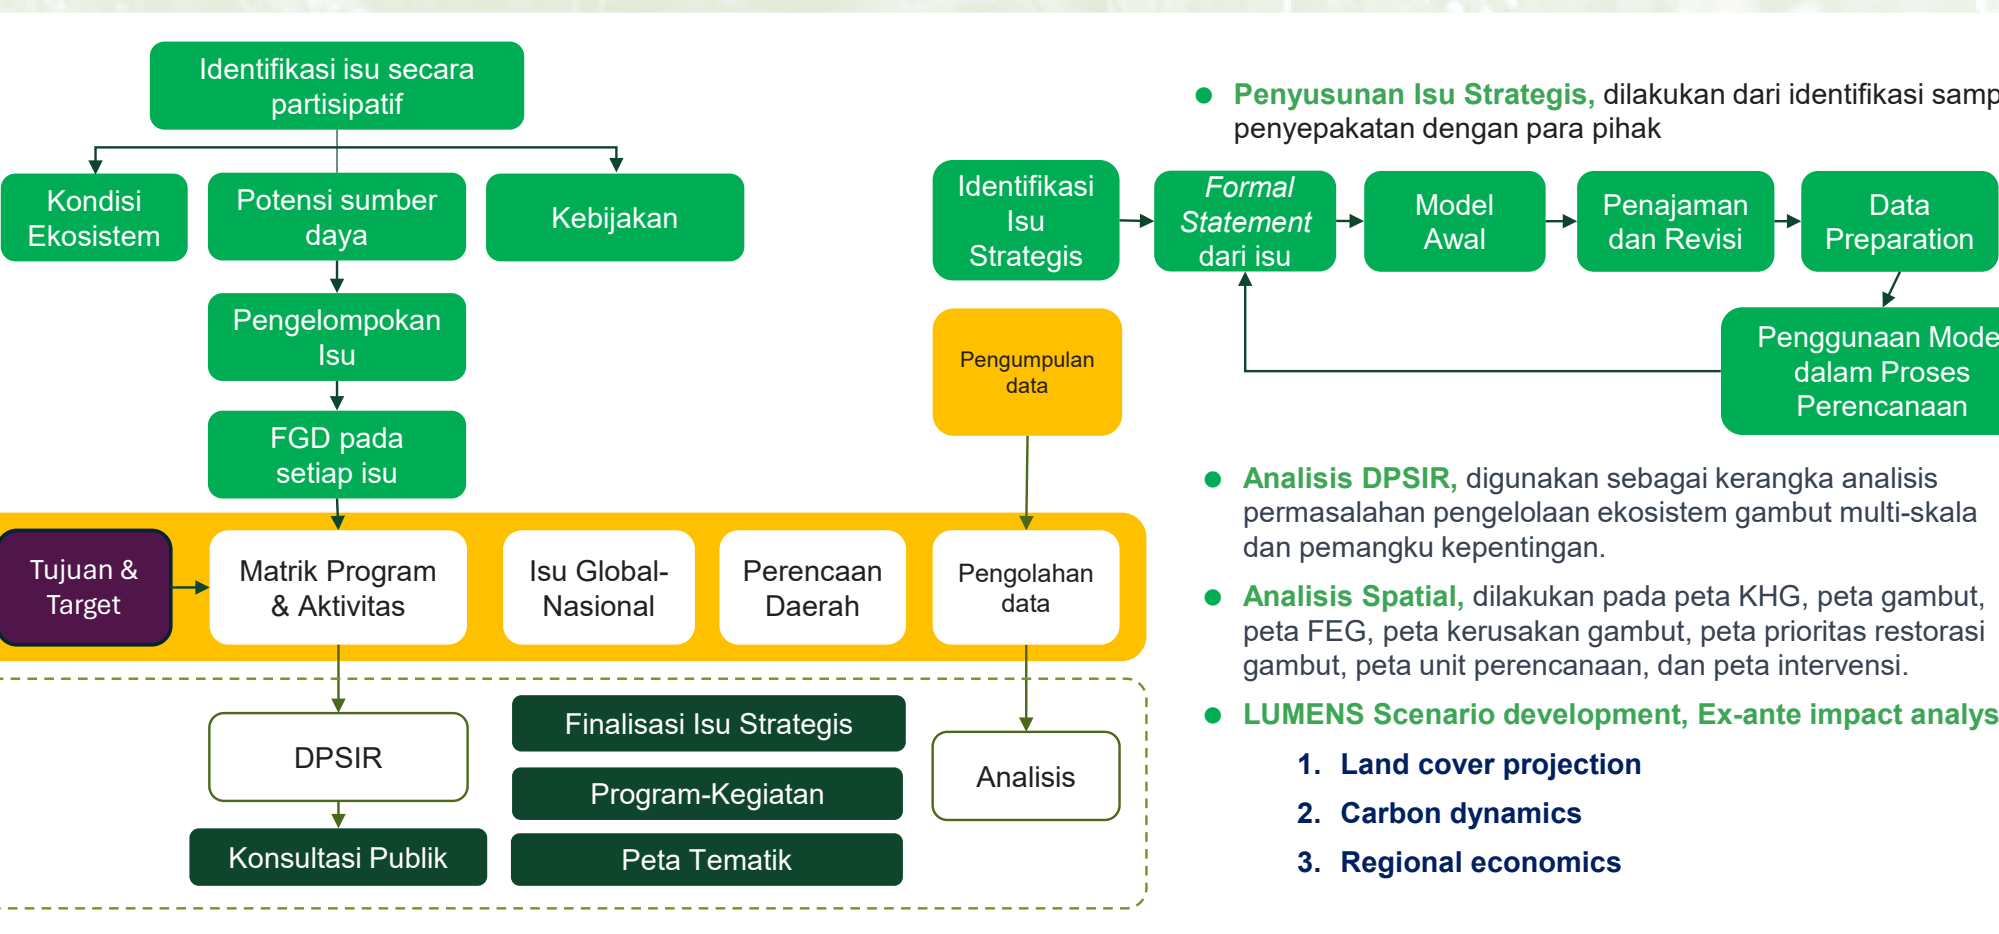 Identifikasi isu secara
partisipatif
Kondisi
Ekosistem
Potensi sumber
daya
Kebijakan
Pengelompokan
Isu
FGD pada
setiap isu
Tujuan &
Target
Matrik Program
& Aktivitas
Isu Global-
Nasional
Perencaan
Daerah
Pengumpulan
data
Pengolahan
data
DPSIR
Konsultasi Publik
Finalisasi Isu Strategis
Program-Kegiatan
Peta Tematik
Analisis
Penyusunan Isu Strategis, dilakukan dari identifikasi samp
penyepakatan dengan para pihak
Identifikasi
Isu
Strategis
Formal
Statement
dari isu
Model
Awal
Penajaman
dan Revisi
Data
Preparation
Penggunaan Mode
dalam Proses
Perencanaan
Analisis DPSIR, digunakan sebagai kerangka analisis
permasalahan pengelolaan ekosistem gambut multi-skala
dan pemangku kepentingan.
Analisis Spatial, dilakukan pada peta KHG, peta gambut,
peta FEG, peta kerusakan gambut, peta prioritas restorasi
gambut, peta unit perencanaan, dan peta intervensi.
LUMENS Scenario development, Ex-ante impact analys
1. Land cover projection
2. Carbon dynamics
3. Regional economics